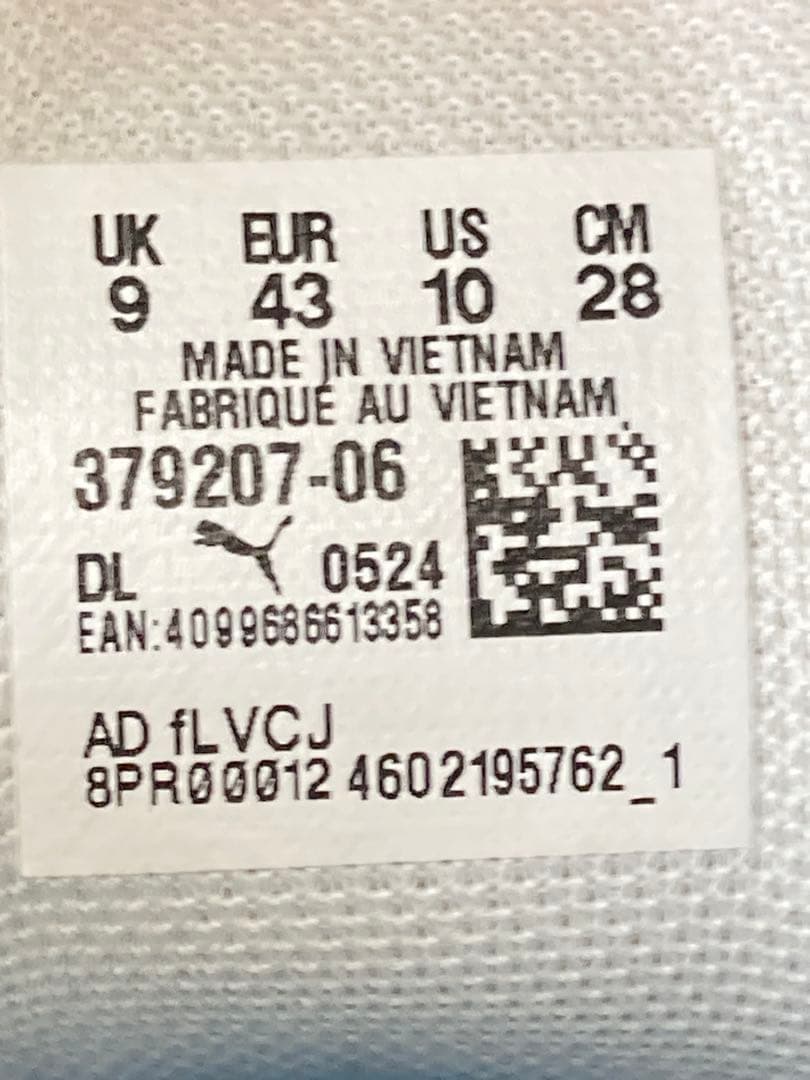 UK EUR US CM
9 43 10 28
MADE IN VIETNAM
FABRIQUÉ AU VIETNAM
379207-06
DL 0524
EAN:4099686613358
AD fLVCJ
8PR00012 4602195762_1